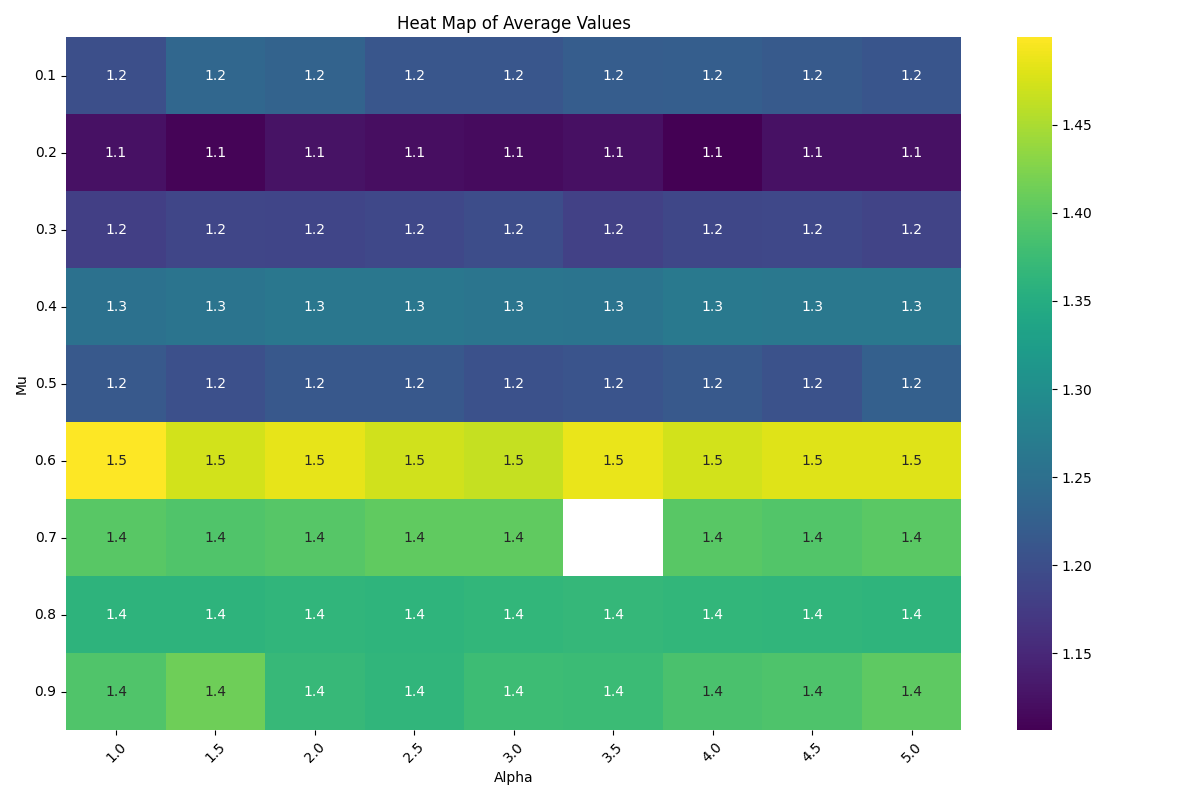 Heat Map of Average Values
0.1 1.2 1.2 1.2 1.2 1.2 1.2 1.2 1.2 1.2
0.2 1.1 1.1 1.1 1.1 1.1 1.1 1.1 1.1 1.1
0.3 1.2 1.2 1.2 1.2 1.2 1.2 1.2 1.2 1.2
0.4 1.3 1.3 1.3 1.3 1.3 1.3 1.3 1.3 1.3
0.5 1.2 1.2 1.2 1.2 1.2 1.2 1.2 1.2 1.2
0.6 1.5 1.5 1.5 1.5 1.5 1.5 1.5 1.5 1.5
0.7 1.4 1.4 1.4 1.4 1.4 1.4 1.4 1.4
0.8 1.4 1.4 1.4 1.4 1.4 1.4 1.4 1.4 1.4
0.9 1.4 1.4 1.4 1.4 1.4 1.4 1.4 1.4 1.4
1.0 1.5 2.0 2.5 3.0 3.5 4.0 4.5 5.0
Alpha
Mu
1.45
1.40
1.35
1.30
1.25
1.20
1.15